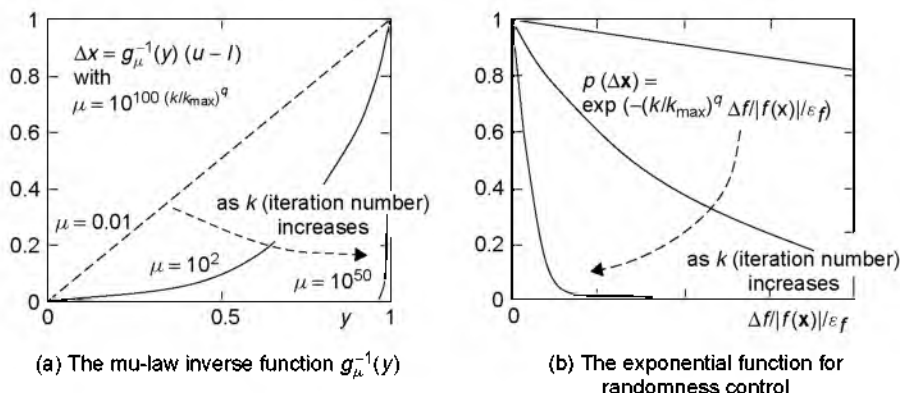 1
0.8
0.6
0.4
0.2
0
Δx = g_μ^{-1}(y) (u – l)
with
μ = 10^{100 (k/k_max)^q}
as k (iteration number)
increases
μ = 0.01
μ = 10^2
μ = 10^{50}
0
0.5
y
1
(a) The mu-law inverse function g_μ^{-1}(y)
1
0.8
0.6
0.4
0.2
0
p (Δx) =
exp (–(k/k_max)^q Δf/|f(x)|/ε_f)
as k (iteration number)
increases
0
Δf/|f(x)|/ε_f
(b) The exponential function for
randomness control